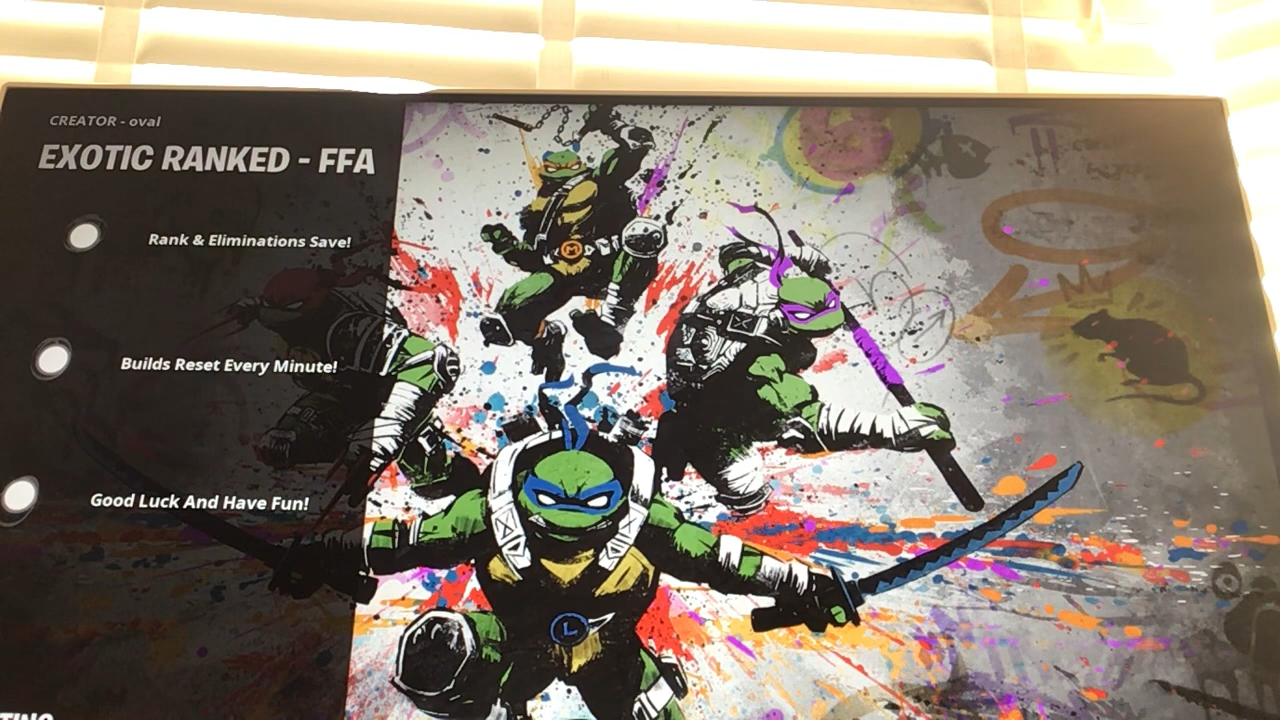 CREATOR - oval
EXOTIC RANKED - FFA
Rank & Eliminations Save!
Builds Reset Every Minute!
Good Luck And Have Fun!
M
L